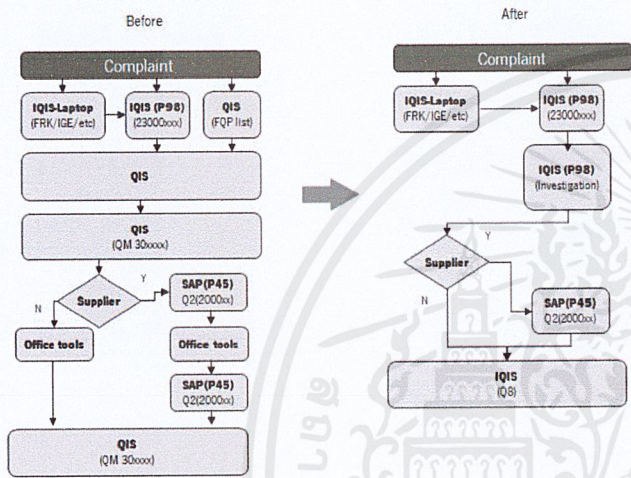 Before
Complaint
IQIS-Laptop
(FRK/IGE/etc)
IQIS (P98)
(23000xxx)
QIS
(FQP list)
QIS
QIS
(QM 30xxxx)
Supplier
Y
N
SAP(P45)
Q2(2000xx)
Office tools
Office tools
SAP(P45)
Q2(2000xx)
QIS
(QM 30xxxx)
After
Complaint
IQIS-Laptop
(FRK/IGE/etc)
IQIS (P98)
(23000xxx)
IQIS (P98)
(Investigation)
Supplier
Y
N
SAP(P45)
Q2(2000xx)
IQIS
(Q8)